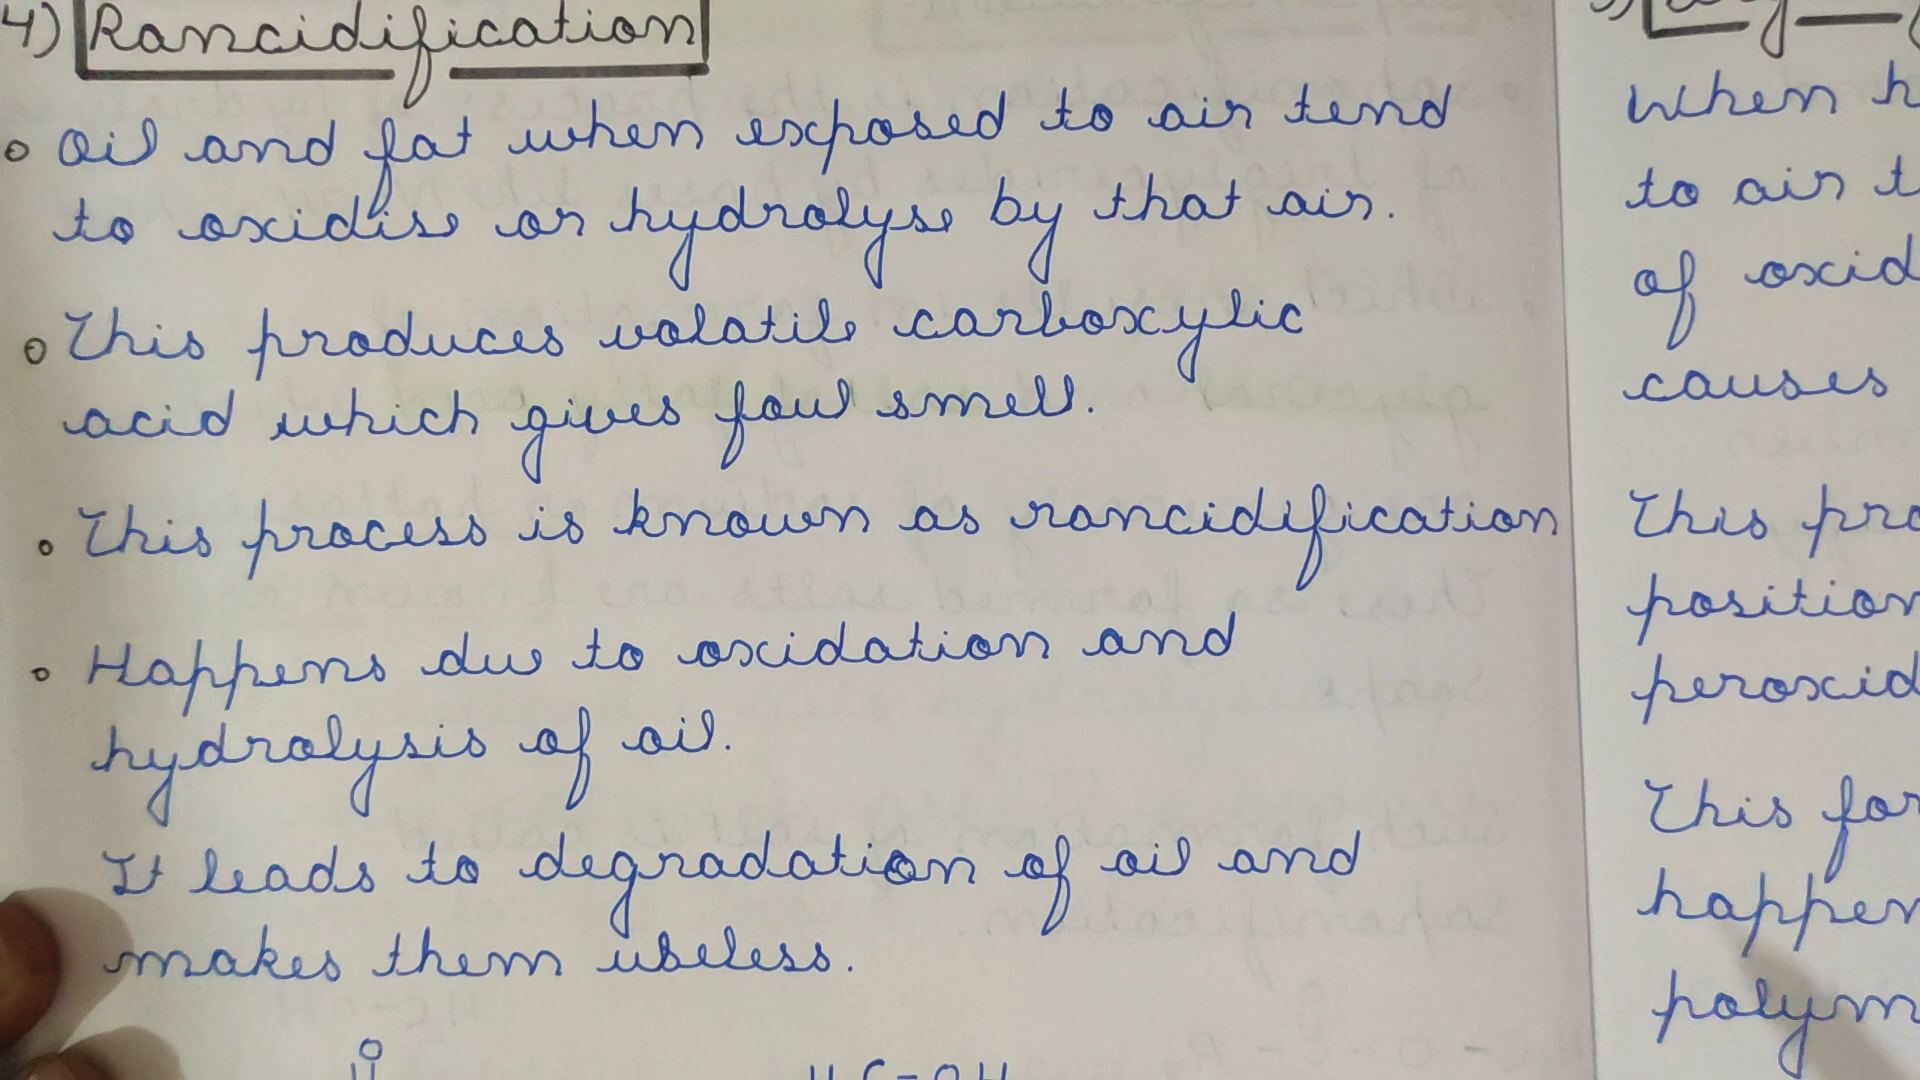 4) Rancidification
Oil and fat when exposed to air tend
to oxidise or hydrolyse by that air.
This produces volatile carboxylic
acid which gives foul smell.
This process is known as rancidification
Happens due to oxidation and
hydrolysis of oil.
It leads to degradation of oil and
makes them useless.
O
H C-OH
When
to air
of oxid
causes
This pro
position
peroxid
This for
happen
polym